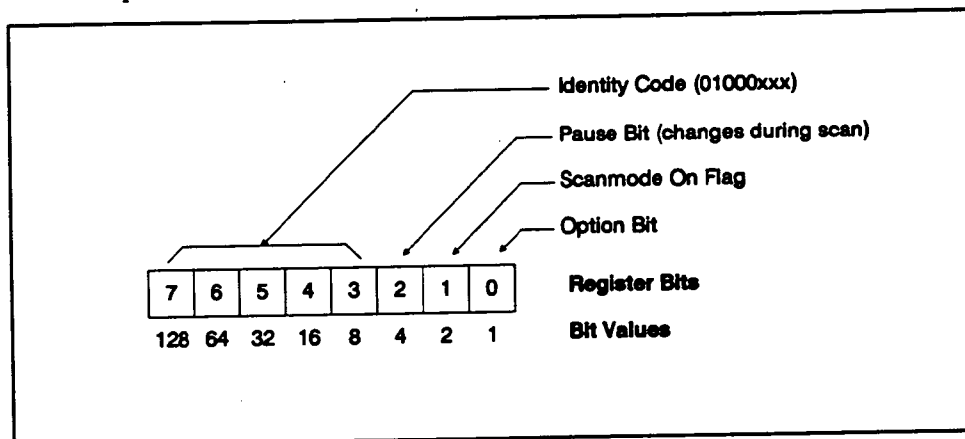 Identity Code (01000xxx)
Pause Bit (changes during scan)
Scanmode On Flag
Option Bit
7 6 5 4 3 2 1 0 Register Bits
128 64 32 16 8 4 2 1 Bit Values